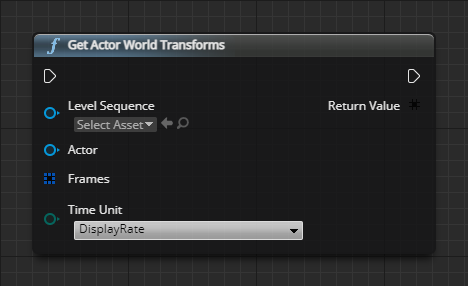 Get Actor World Transforms
Level Sequence
Return Value
Select Asset
Actor
Frames
Time Unit
DisplayRate